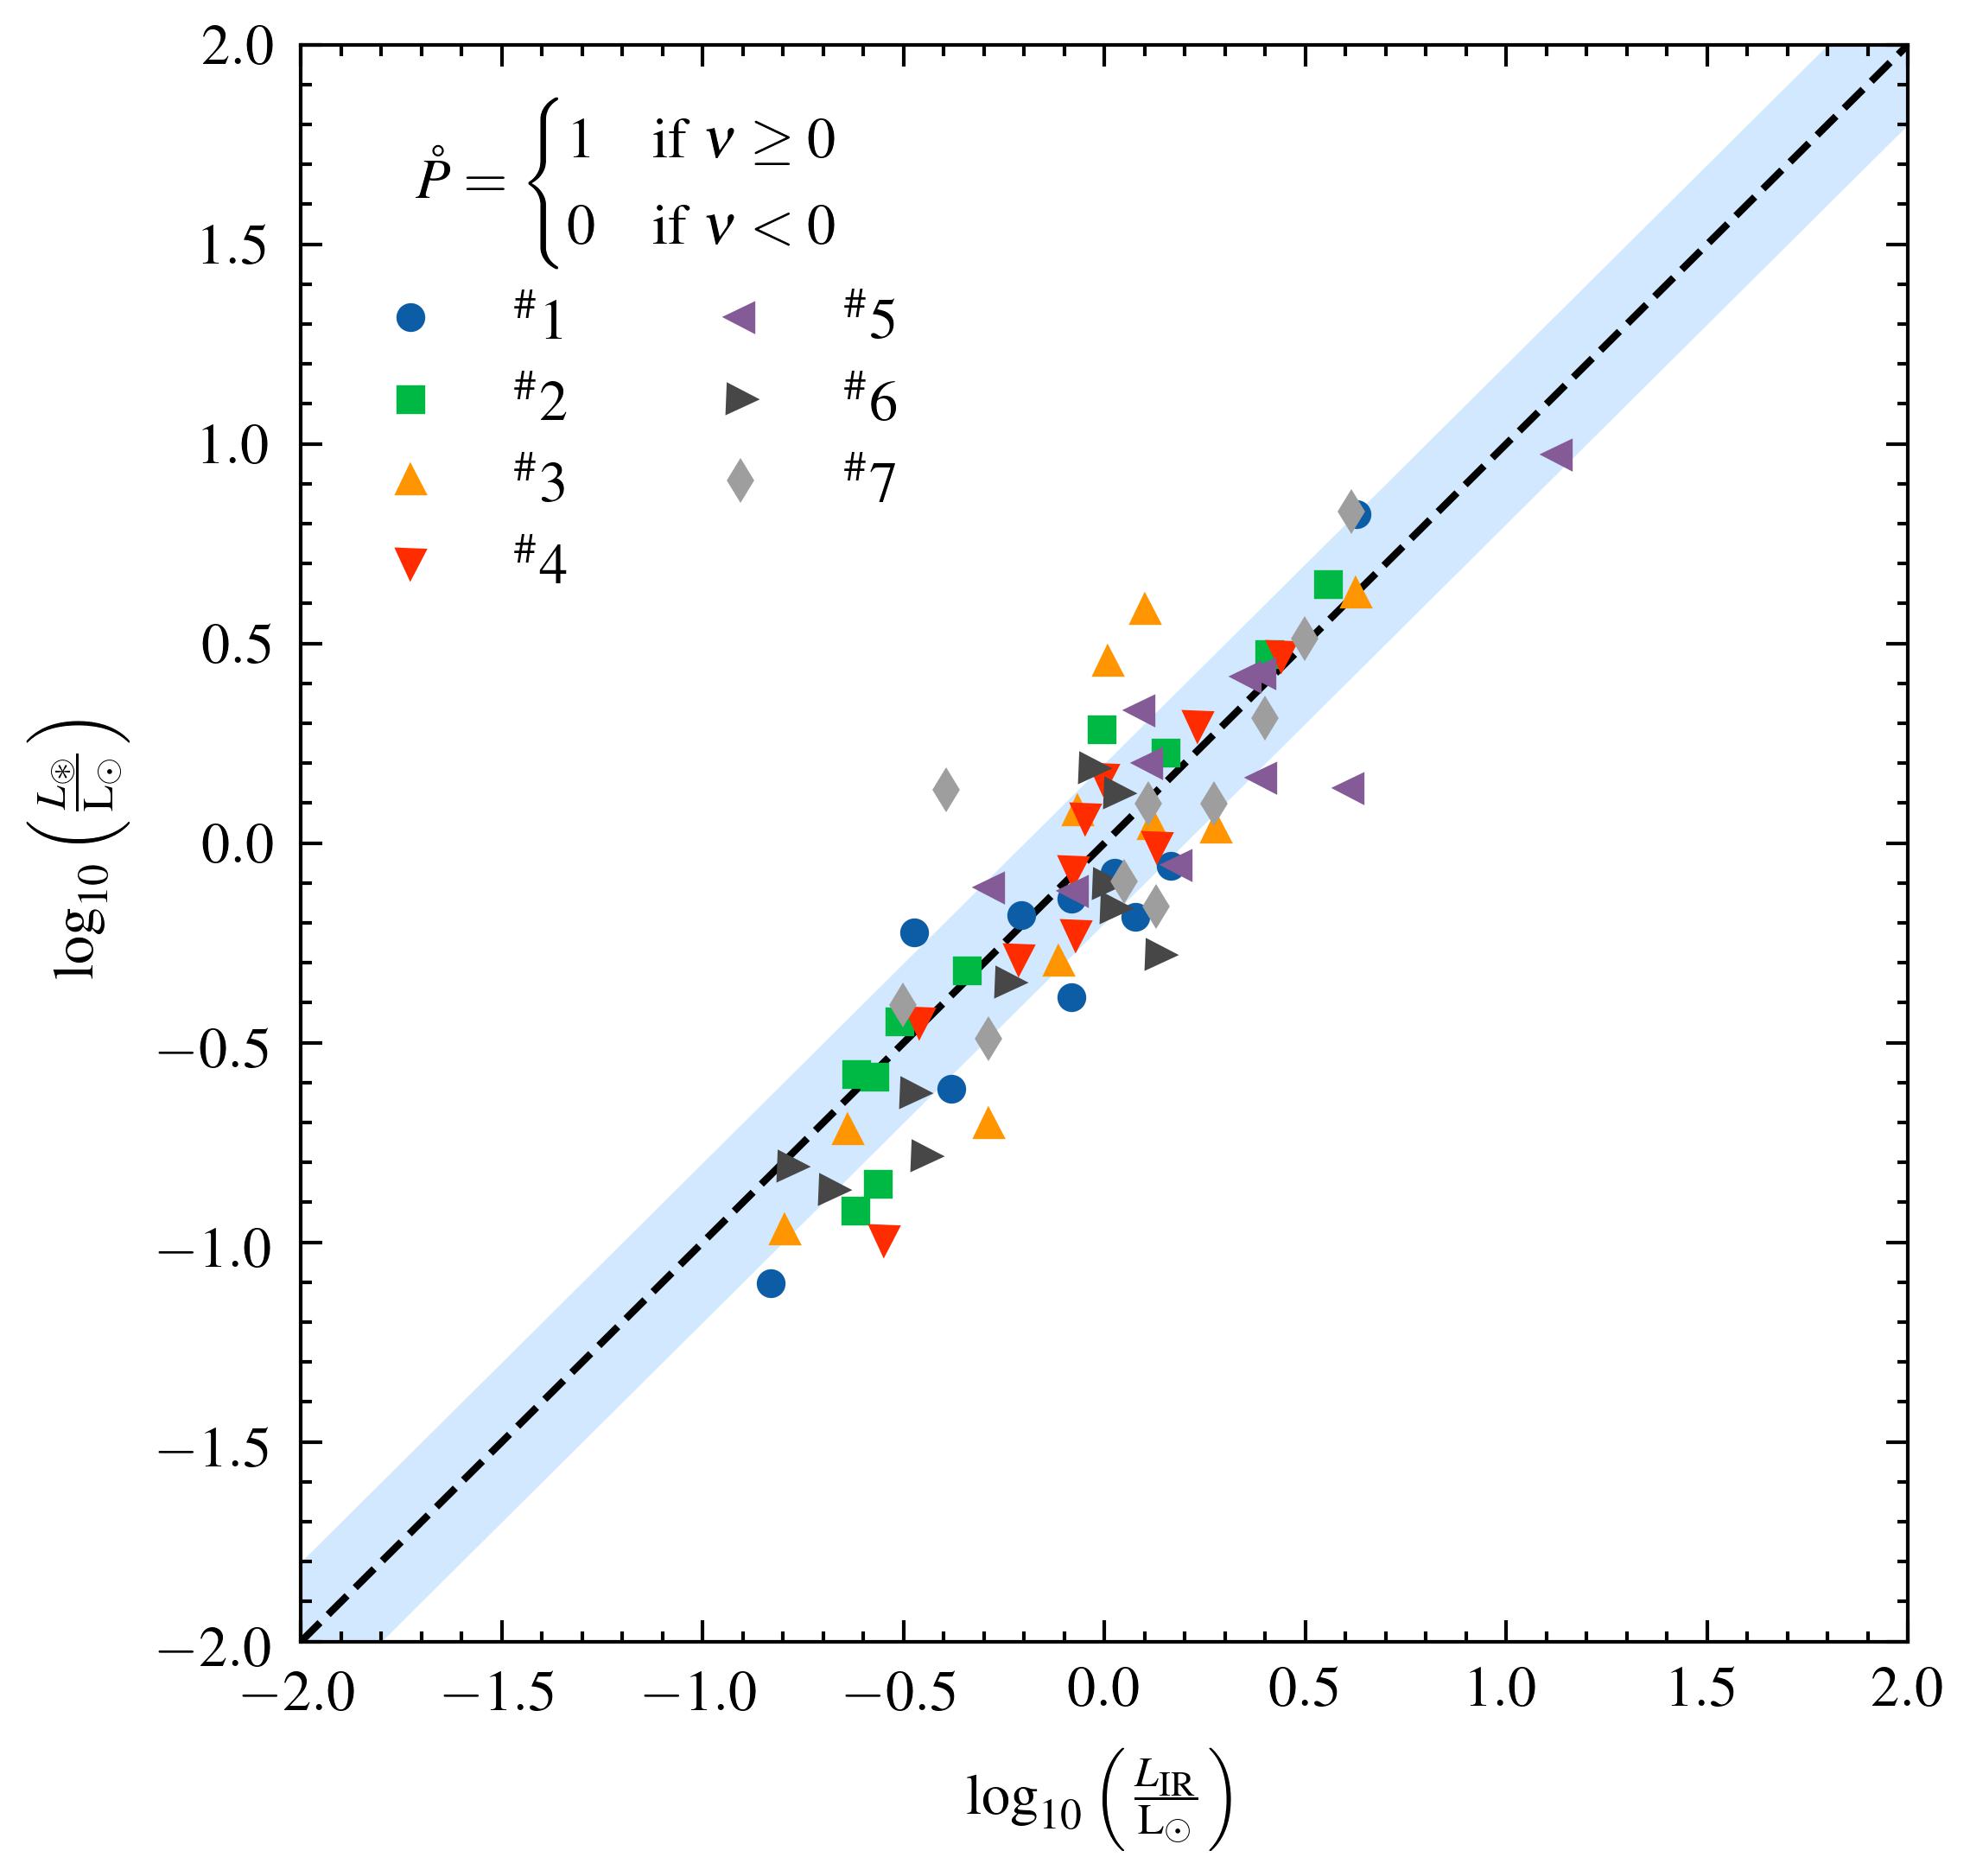 2.0
1.5
1.0
0.5
0.0
−0.5
−1.0
−1.5
−2.0
log₁₀ (L⊛/L☉)
P̊ = { 1 if ν ≥ 0
0 if ν < 0
#1 #5
#2 #6
#3 #7
#4
−2.0 −1.5 −1.0 −0.5 0.0 0.5 1.0 1.5 2.0
log₁₀ (L_IR/L☉)